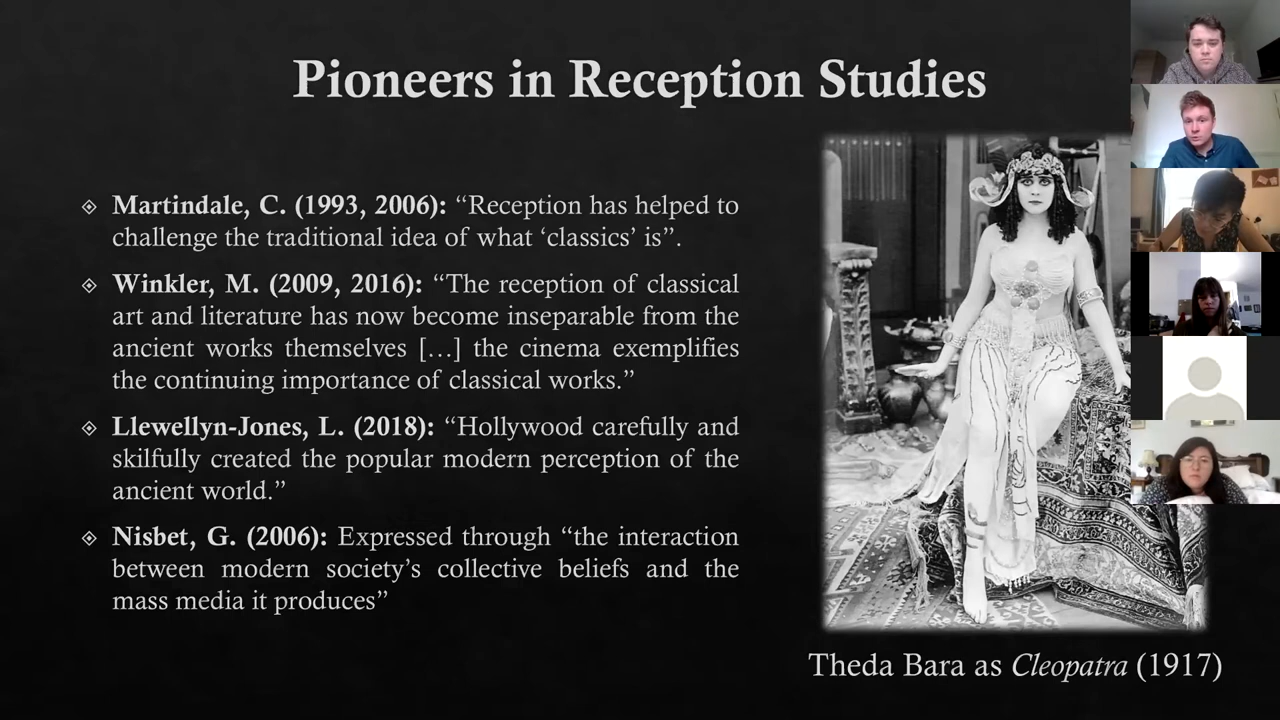 Pioneers in Reception Studies
Martindale, C. (1993, 2006): “Reception has helped to
challenge the traditional idea of what ‘classics’ is”.
Winkler, M. (2009, 2016): “The reception of classical
art and literature has now become inseparable from the
ancient works themselves […] the cinema exemplifies
the continuing importance of classical works.”
Llewellyn-Jones, L. (2018): “Hollywood carefully and
skilfully created the popular modern perception of the
ancient world.”
Nisbet, G. (2006): Expressed through “the interaction
between modern society’s collective beliefs and the
mass media it produces”
Theda Bara as Cleopatra (1917)